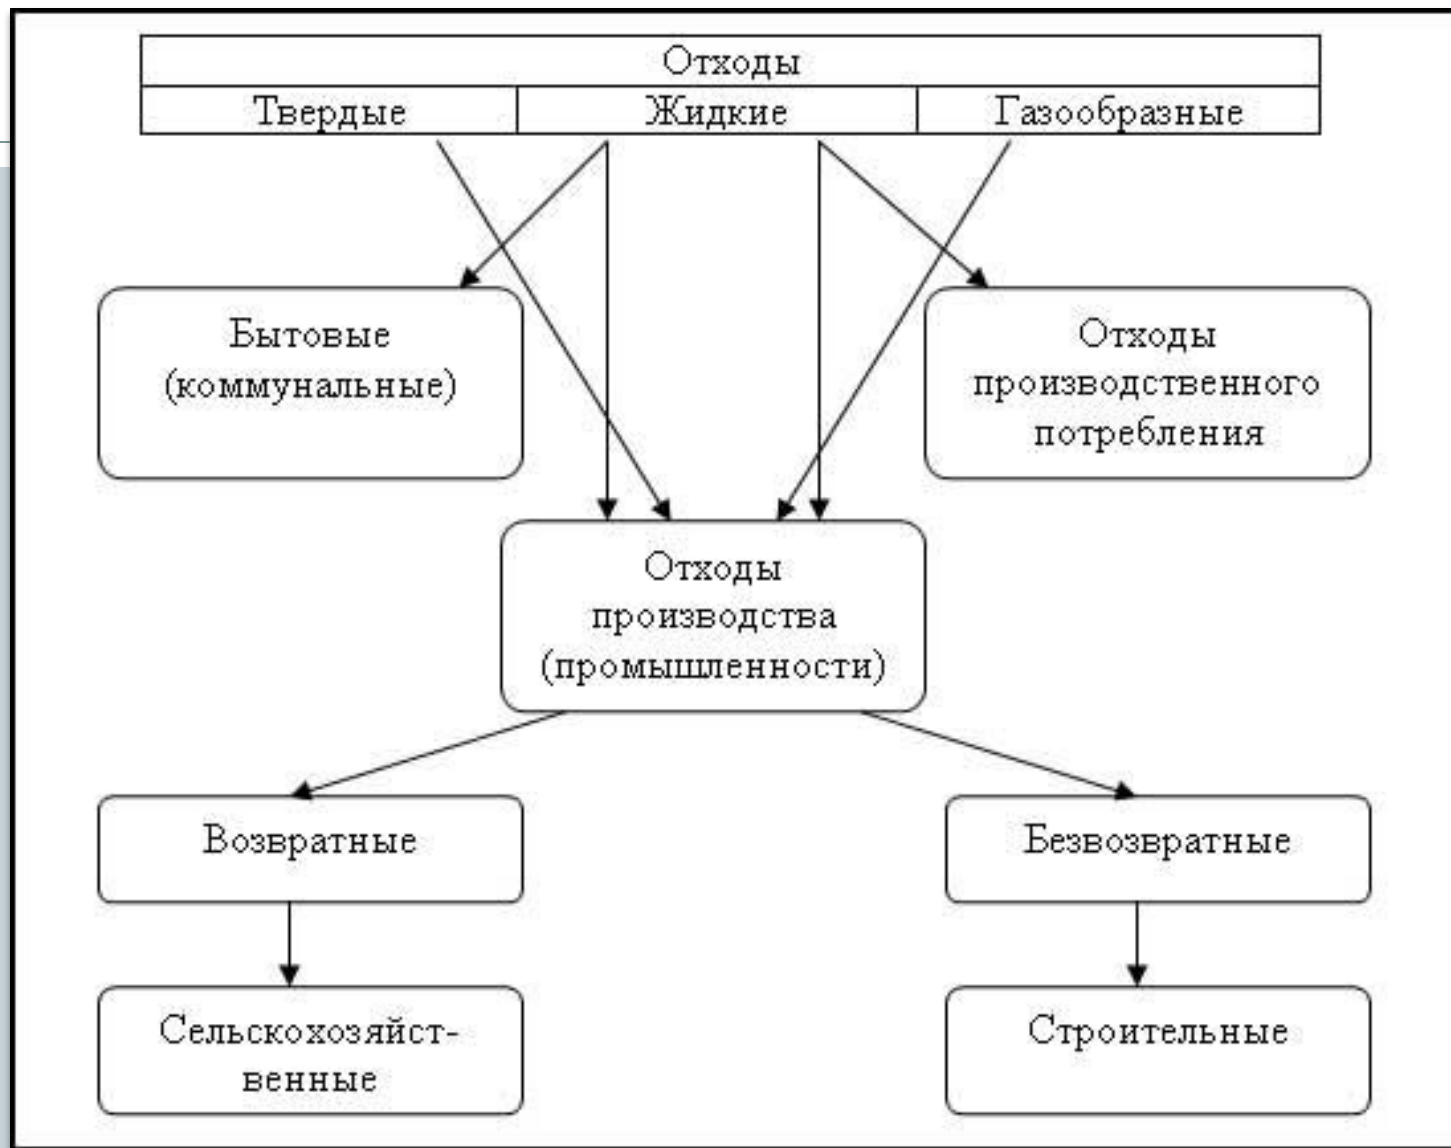 Отходы
Твердые Жидкие Газообразные
Бытовые
(коммунальные)
Отходы
производственного
потребления
Отходы
производства
(промышленности)
Возвратные
Безвозвратные
Сельскохозяйст-
венные
Строительные